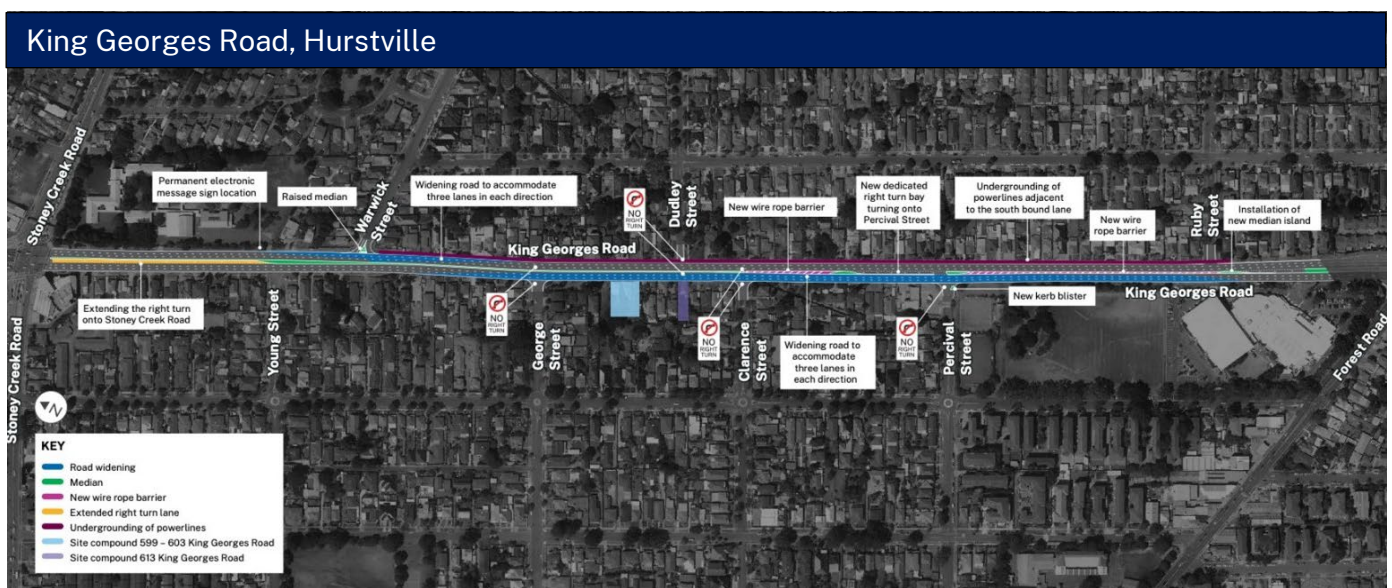 King Georges Road, Hurstville
Stoney Creek Road
Permanent electronic
message sign location
Raised median
Warwick
Street
Widening road to accommodate
three lanes in each direction
NO
RIGHT
TURN
Dudley
Street
New wire rope barrier
New dedicated
right turn bay
turning onto
Percival Street
Undergrounding of
powerlines adjacent
to the south bound lane
New wire
rope barrier
Ruby
Street
Installation of
new median island
King Georges Road
Extending the right turn
onto Stoney Creek Road
Young Street
NO
RIGHT
TURN
George
Street
NO
RIGHT
TURN
Clarence
Street
Widening road to
accommodate
three lanes in
each direction
NO
RIGHT
TURN
Percival
Street
New kerb blister
King Georges Road
Forest Road
Stoney Creek Road
N
KEY
Road widening
Median
New wire rope barrier
Extended right turn lane
Undergrounding of powerlines
Site compound 599 – 603 King Georges Road
Site compound 613 King Georges Road